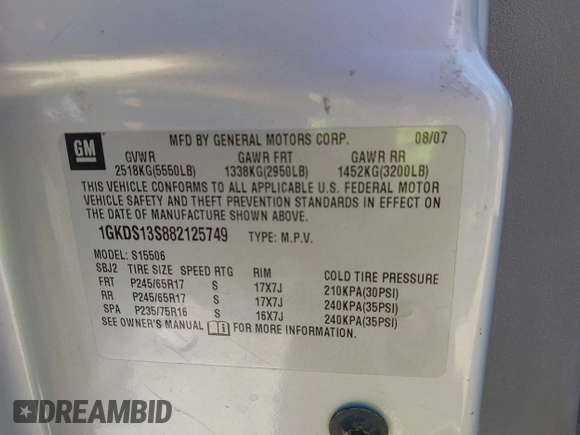 GM
MFD BY GENERAL MOTORS CORP. 08/07
GVWR GAWR FRT GAWR RR
2518KG(5550LB) 1338KG(2950LB) 1452KG(3200LB)
THIS VEHICLE CONFORMS TO ALL APPLICABLE U.S. FEDERAL MOTOR
VEHICLE SAFETY AND THEFT PREVENTION STANDARDS IN EFFECT ON
THE DATE OF MANUFACTURE SHOWN ABOVE.
1GKDS13S882125749 TYPE: M.P.V.
MODEL: S15506
SBJ2 TIRE SIZE SPEED RTG RIM COLD TIRE PRESSURE
FRT P245/65R17 S 17X7J 210KPA(30PSI)
RR P245/65R17 S 17X7J 240KPA(35PSI)
SPA P235/75R16 S 16X7J 240KPA(35PSI)
SEE OWNER'S MANUAL FOR MORE INFORMATION.
DREAMBID